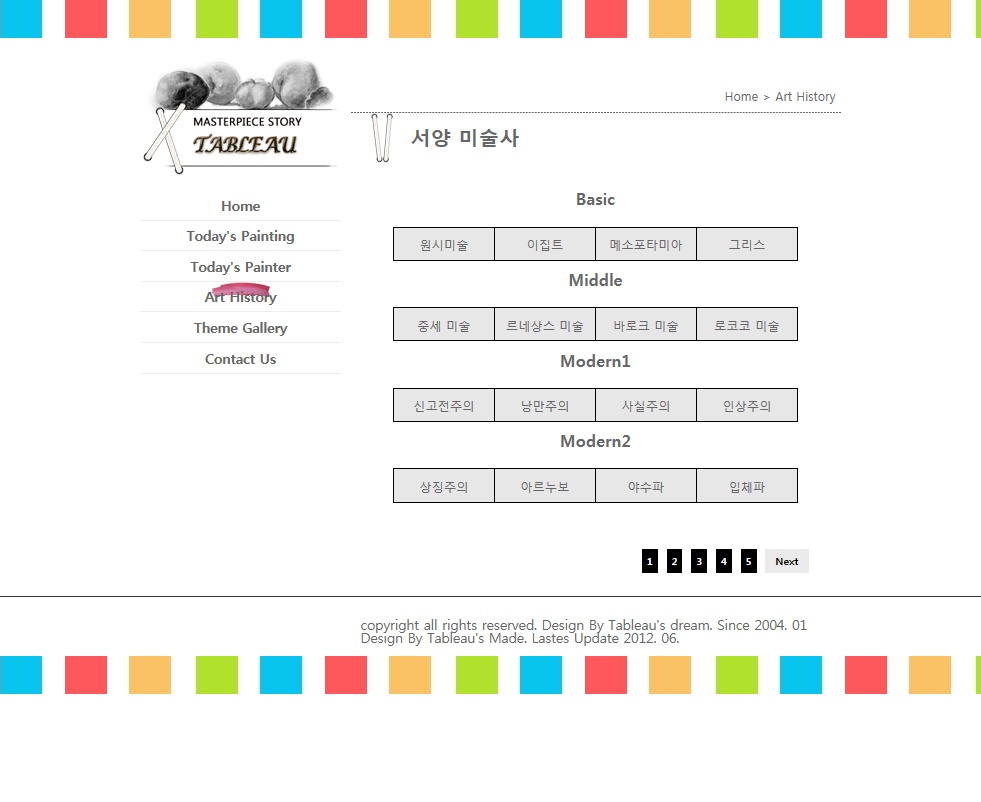 MASTERPIECE STORY
TABLEAU
Home
Today's Painting
Today's Painter
Art History
Theme Gallery
Contact Us
Home > Art History
서양 미술사
Basic
원시미술 이집트 메소포타미아 그리스
Middle
중세 미술 르네상스 미술 바로크 미술 로코코 미술
Modern1
신고전주의 낭만주의 사실주의 인상주의
Modern2
상징주의 아르누보 야수파 입체파
1 2 3 4 5 Next
copyright all rights reserved. Design By Tableau's dream. Since 2004. 01
Design By Tableau's Made. Lastes Update 2012. 06.